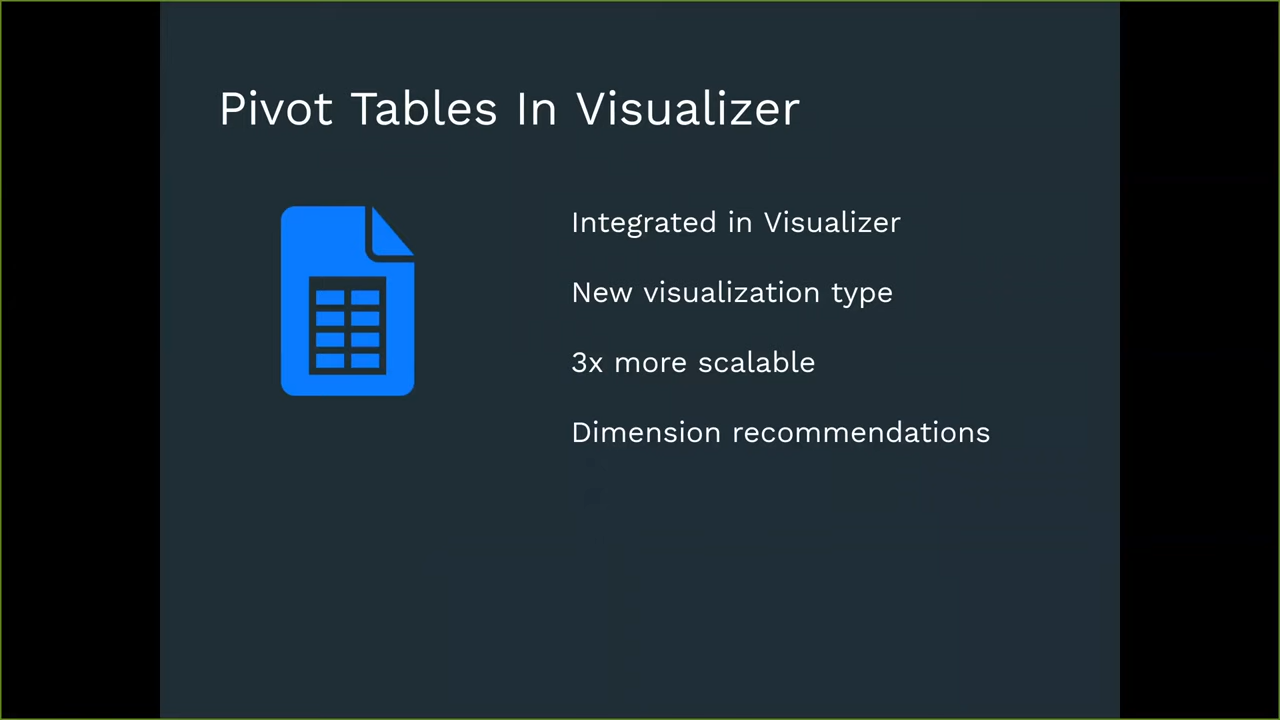 Pivot Tables In Visualizer
Integrated in Visualizer
New visualization type
3x more scalable
Dimension recommendations